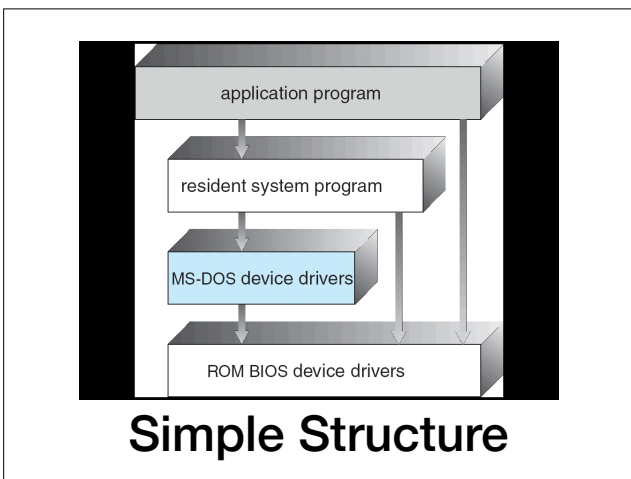 application program
resident system program
MS-DOS device drivers
ROM BIOS device drivers
Simple Structure